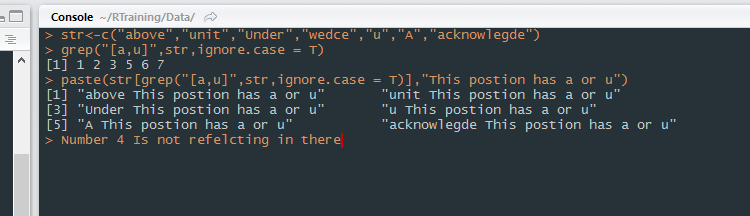 Console ~/RTraining/Data/
> str<-c("above","unit","Under","wedce","u","A","acknowlegde")
> grep("[a,u]",str,ignore.case = T)
[1] 1 2 3 5 6 7
> paste(str[grep("[a,u]",str,ignore.case = T)],"This postion has a or u")
[1] "above This postion has a or u" "unit This postion has a or u"
[3] "Under This postion has a or u" "u This postion has a or u"
[5] "A This postion has a or u" "acknowlegde This postion has a or u"
> Number 4 Is not refelcting in there